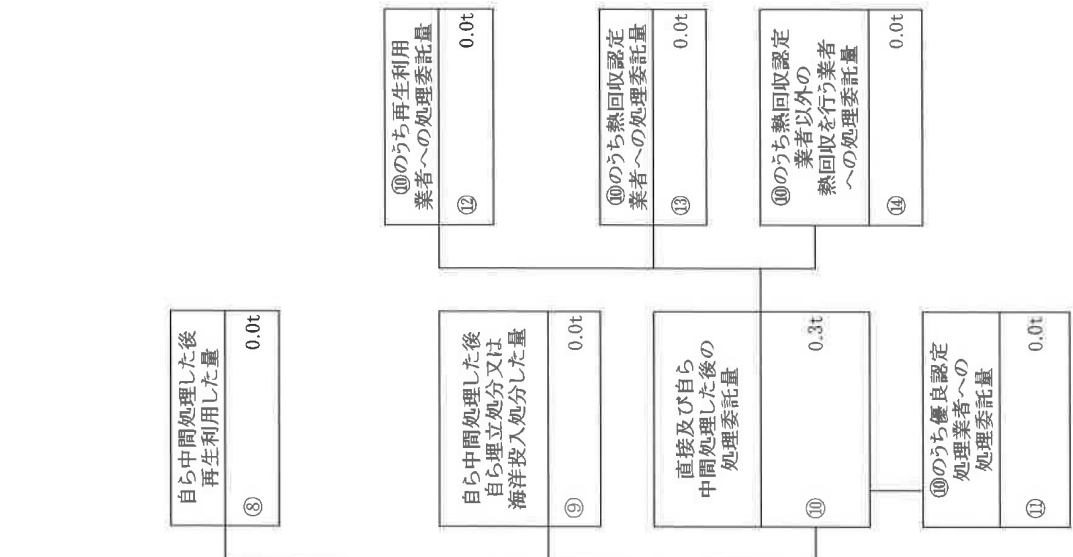 自ら中間処理した後
再生利用した量
⑧ 0.0t
自ら中間処理した後
自ら埋立処分又は
海洋投入処分した量
⑨ 0.0t
直接及び自ら
中間処理した後の
処理委託量
⑩ 0.3t
⑩のうち優良認定
処理業者への
処理委託量
⑪ 0.0t
⑩のうち再生利用
業者への処理委託量
⑫ 0.0t
⑩のうち熱回収認定
業者への処理委託量
⑬ 0.0t
⑩のうち熱回収認定
業者以外の
熱回収を行う業者
への処理委託量
⑭ 0.0t